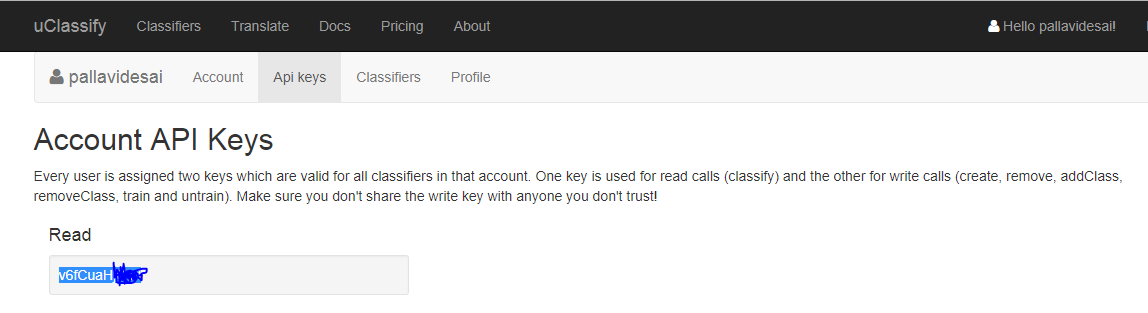 uClassify Classifiers Translate Docs Pricing About Hello pallavidesai!
pallavidesai Account Api keys Classifiers Profile
Account API Keys
Every user is assigned two keys which are valid for all classifiers in that account. One key is used for read calls (classify) and the other for write calls (create, remove, addClass,
removeClass, train and untrain). Make sure you don't share the write key with anyone you don't trust!
Read
v6fCuaH